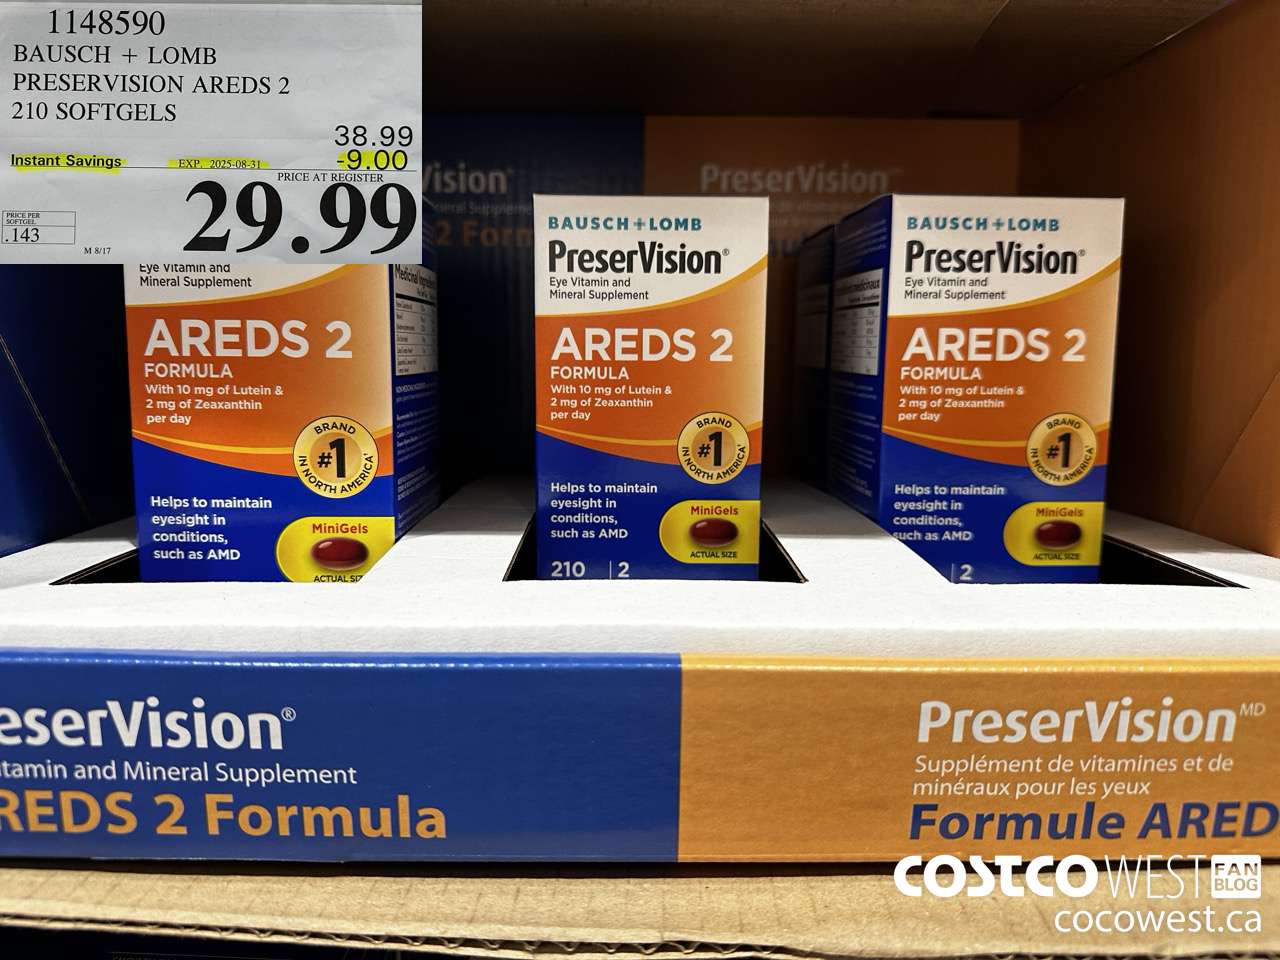 1148590
BAUSCH + LOMB
PRESERVISION AREDS 2
210 SOFTGELS
38.99
Instant Savings EXP. 2025-08-31 -9.00
PRICE AT REGISTER
29.99
PRICE PER
SOFTGEL
.143
M 8/17
Vision
PreserVision
2 Form
Eye Vitamin and
Mineral Supplement
AREDS 2
FORMULA
With 10 mg of Lutein &
2 mg of Zeaxanthin
per day
BRAND
#1
IN NORTH AMERICA
Helps to maintain
eyesight in
conditions,
such as AMD
MiniGels
ACTUAL SIZ
BAUSCH+LOMB
PreserVision®
Eye Vitamin and
Mineral Supplement
AREDS 2
FORMULA
With 10 mg of Lutein &
2 mg of Zeaxanthin
per day
BRAND
#1
IN NORTH AMERICA
Helps to maintain
eyesight in
conditions,
such as AMD
MiniGels
ACTUAL SIZE
210 2
BAUSCH+LOMB
PreserVision®
Eye Vitamin and
Mineral Supplement
AREDS 2
FORMULA
With 10 mg of Lutein &
2 mg of Zeaxanthin
per day
BRAND
#1
IN NORTH AMERICA
Helps to maintain
eyesight in
conditions,
such as AMD
MiniGels
ACTUAL SIZE
2
eserVision®
tamin and Mineral Supplement
REDS 2 Formula
PreserVision MD
Supplément de vitamines et de
minéraux pour les yeux
Formule ARED
COSTCO WEST FAN BLOG
cocowest.ca